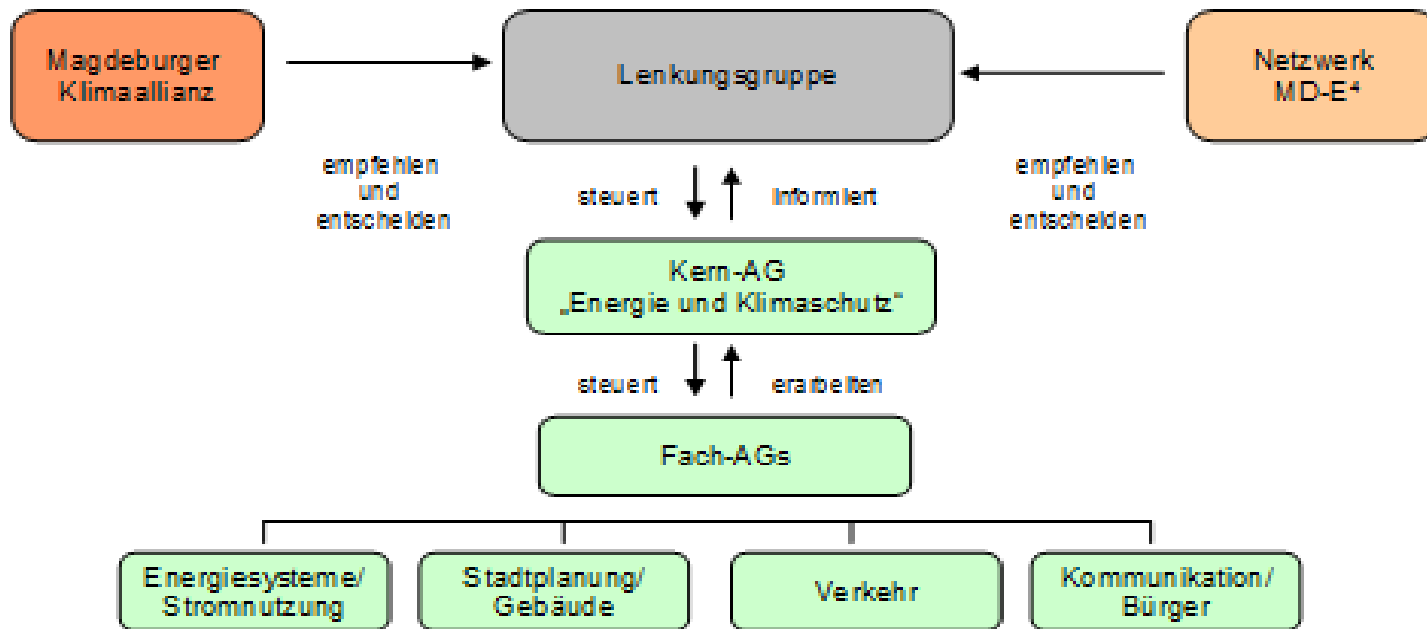 Magdeburger
Klimaallianz
Lenkungsgruppe
Netzwerk
MD-E⁴
empfehlen
und
entscheiden
steuert
informiert
empfehlen
und
entscheiden
Kern-AG
„Energie und Klimaschutz“
steuert
erarbeiten
Fach-AGs
Energiesysteme/
Stromnutzung
Stadtplanung/
Gebäude
Verkehr
Kommunikation/
Bürger